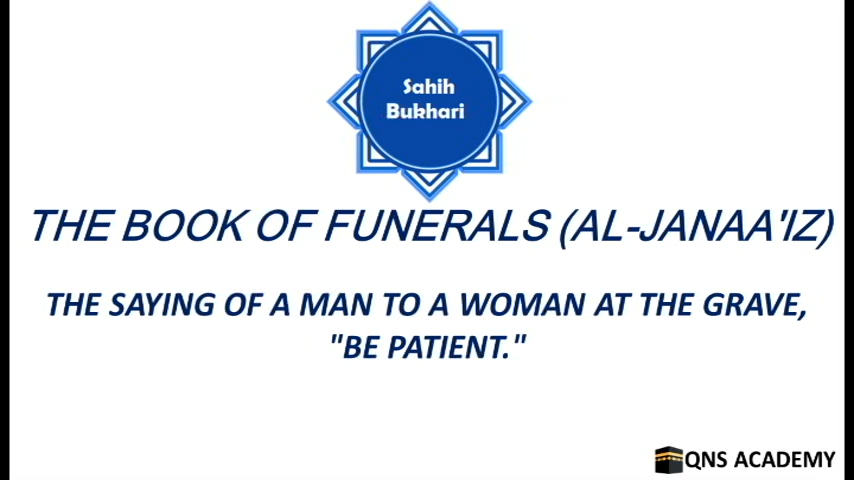 Sahih
Bukhari
THE BOOK OF FUNERALS (AL-JANAA'IZ)
THE SAYING OF A MAN TO A WOMAN AT THE GRAVE,
"BE PATIENT."
QNS ACADEMY